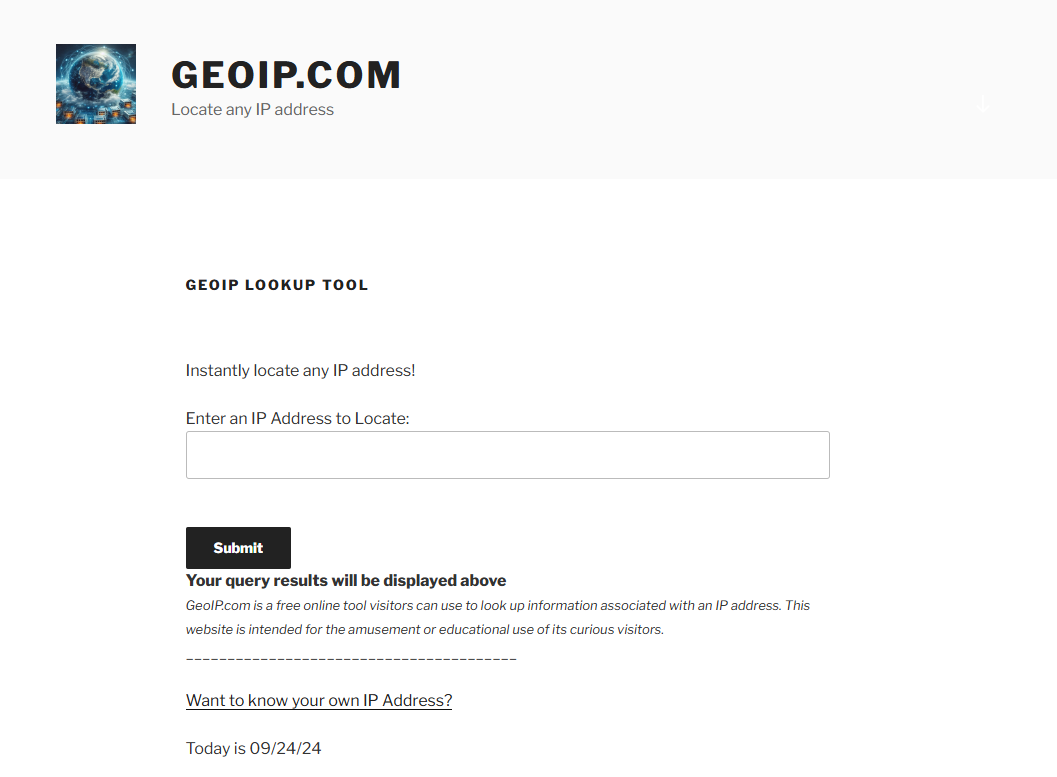 GEOIP.COM
Locate any IP address
GEOIP LOOKUP TOOL
Instantly locate any IP address!
Enter an IP Address to Locate:
Submit
Your query results will be displayed above
GeoIP.com is a free online tool visitors can use to look up information associated with an IP address. This
website is intended for the amusement or educational use of its curious visitors.
________________________________________
Want to know your own IP Address?
Today is 09/24/24